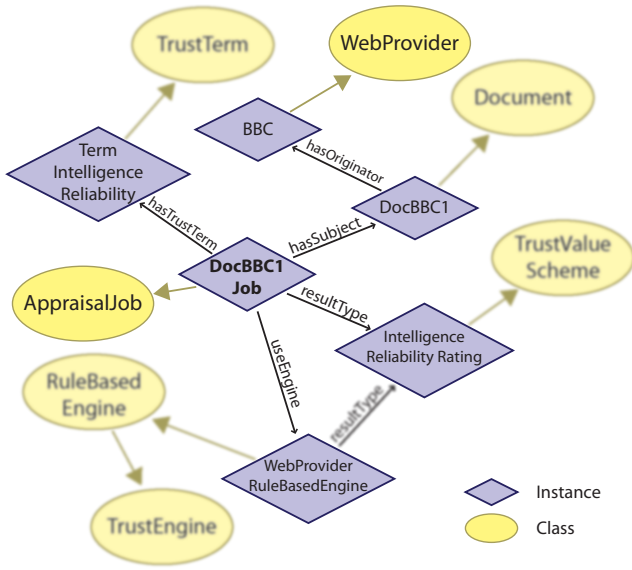 TrustTerm
WebProvider
BBC
Document
Term
Intelligence
Reliability
hasOriginator
DocBBC1
hasTrustTerm
hasSubject
DocBBC1
Job
TrustValue
Scheme
AppraisalJob
resultType
Intelligence
Reliability Rating
useEngine
RuleBased
Engine
resultType
WebProvider
RuleBasedEngine
TrustEngine
Instance
Class